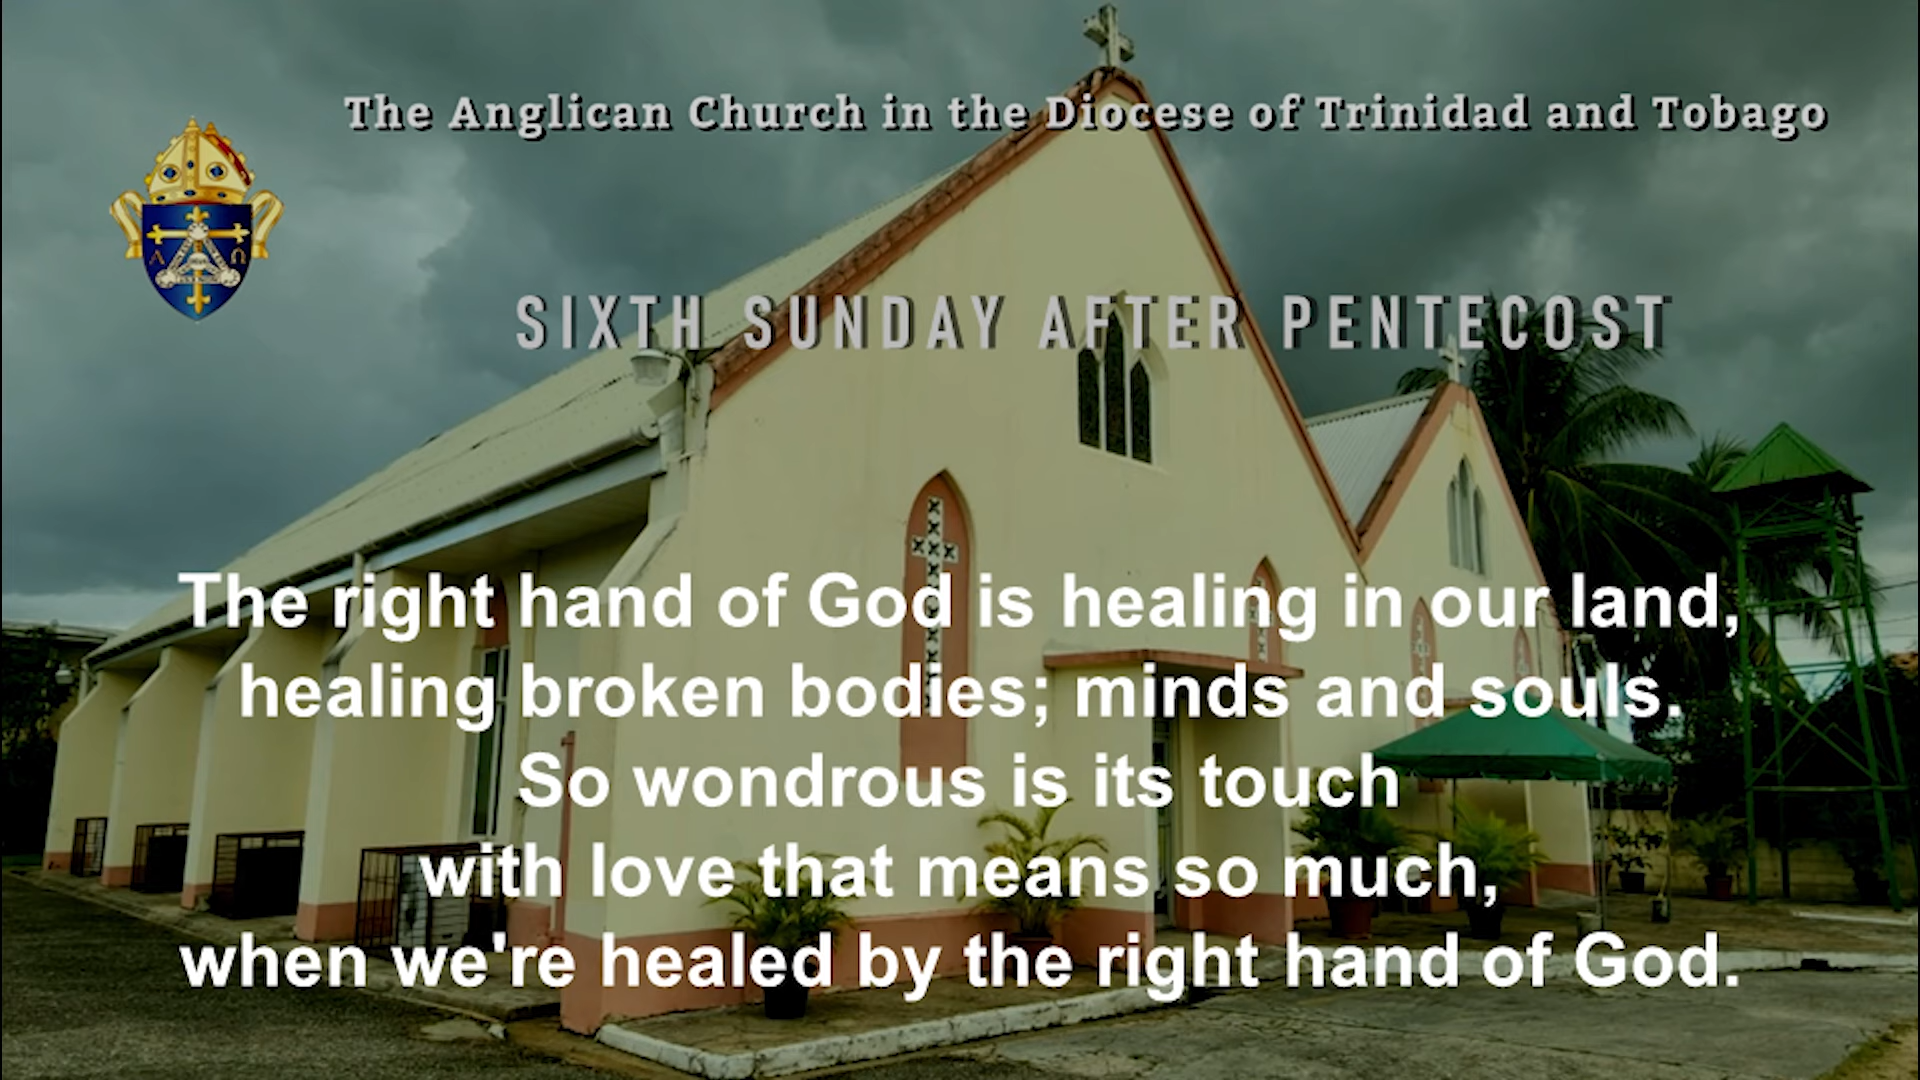 The Anglican Church in the Diocese of Trinidad and Tobago
SIXTH SUNDAY AFTER PENTECOST
The right hand of God is healing in our land,
healing broken bodies; minds and souls.
So wondrous is its touch
with love that means so much,
when we're healed by the right hand of God.